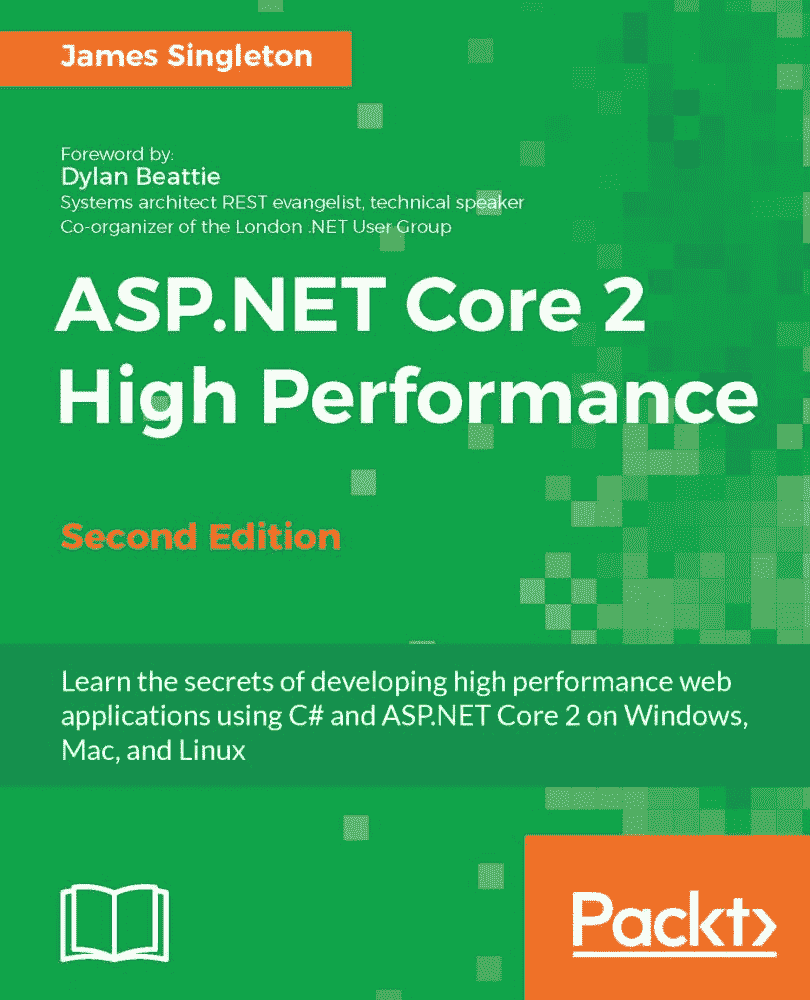 James Singleton
Foreword by:
Dylan Beattie
Systems architect REST evangelist, technical speaker
Co-organizer of the London .NET User Group
ASP.NET Core 2
High Performance
Second Edition
Learn the secrets of developing high performance web
applications using C# and ASP.NET Core 2 on Windows,
Mac, and Linux
Packt>